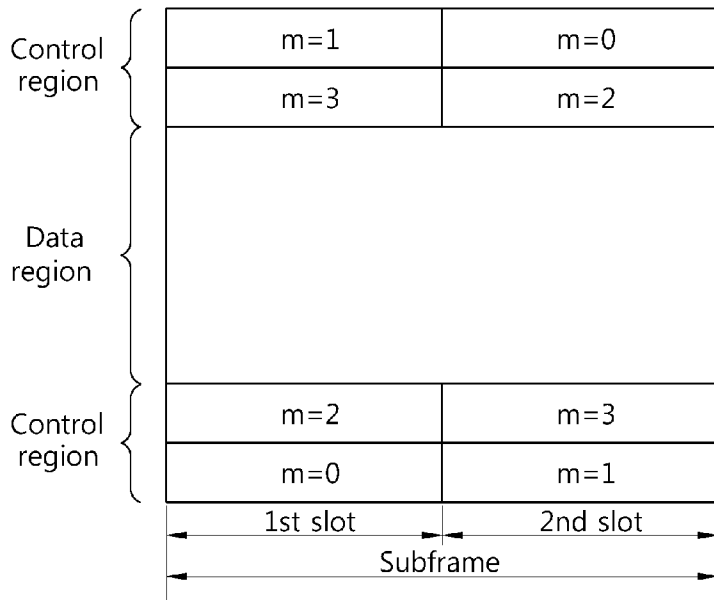 Control
region
m=1
m=0
m=3
m=2
Data
region
Control
region
m=2
m=3
m=0
m=1
1st slot
2nd slot
Subframe